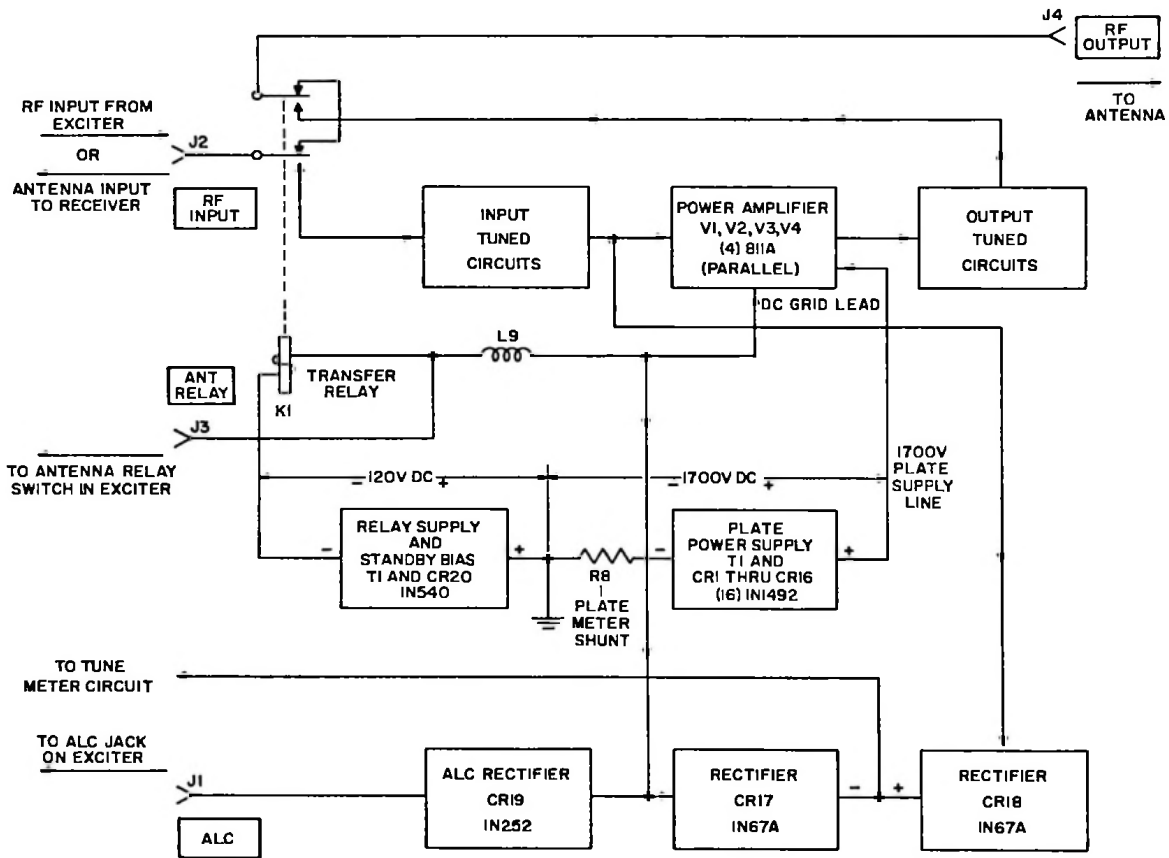 J4
RF
OUTPUT
TO
ANTENNA
RF INPUT FROM
EXCITER
OR
ANTENNA INPUT
TO RECEIVER
J2
RF
INPUT
INPUT
TUNED
CIRCUITS
POWER AMPLIFIER
V1, V2, V3, V4
(4) 811A
(PARALLEL)
OUTPUT
TUNED
CIRCUITS
DC GRID LEAD
L9
ANT
RELAY
TRANSFER
RELAY
K1
J3
TO ANTENNA RELAY
SWITCH IN EXCITER
- 120V DC +
- 1700V DC +
1700V
PLATE
SUPPLY
LINE
- RELAY SUPPLY +
AND
STANDBY BIAS
T1 AND CR20
IN540
R8
PLATE
METER
SHUNT
- PLATE +
POWER SUPPLY
T1 AND
CR1 THRU CR16
(16) IN1492
TO TUNE
METER CIRCUIT
TO ALC JACK
ON EXCITER
J1
ALC
ALC RECTIFIER
CR19
IN252
RECTIFIER
CR17
IN67A
- +
RECTIFIER
CR18
IN67A